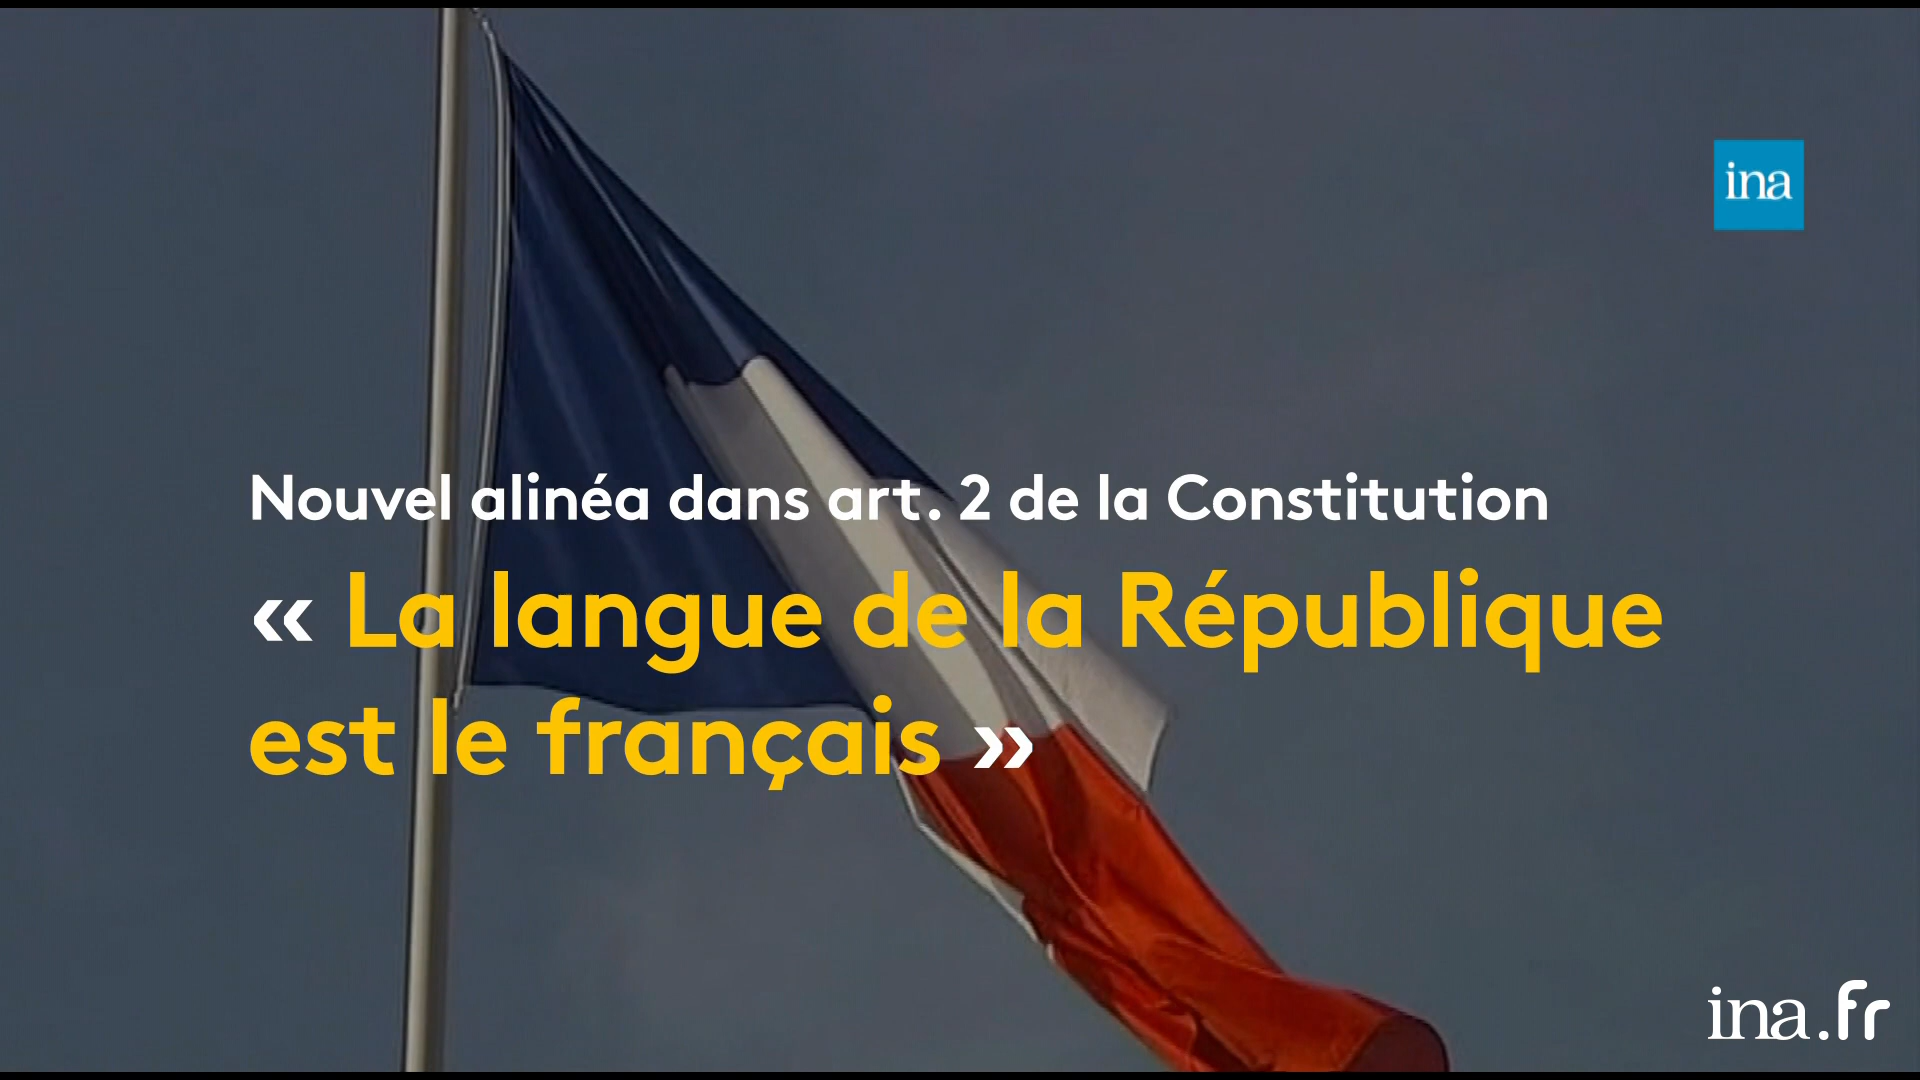 ina
Nouvel alinéa dans art. 2 de la Constitution
« La langue de la République
est le français »
ina.fr